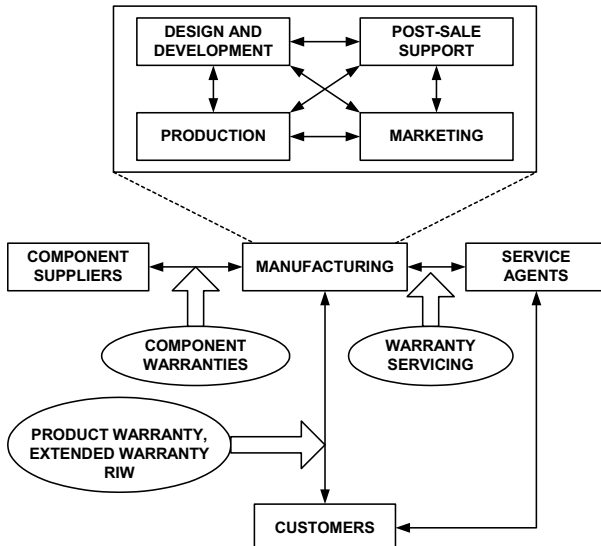 DESIGN AND
DEVELOPMENT
POST-SALE
SUPPORT
PRODUCTION
MARKETING
COMPONENT
SUPPLIERS
MANUFACTURING
SERVICE
AGENTS
COMPONENT
WARRANTIES
WARRANTY
SERVICING
PRODUCT WARRANTY,
EXTENDED WARRANTY
RIW
CUSTOMERS